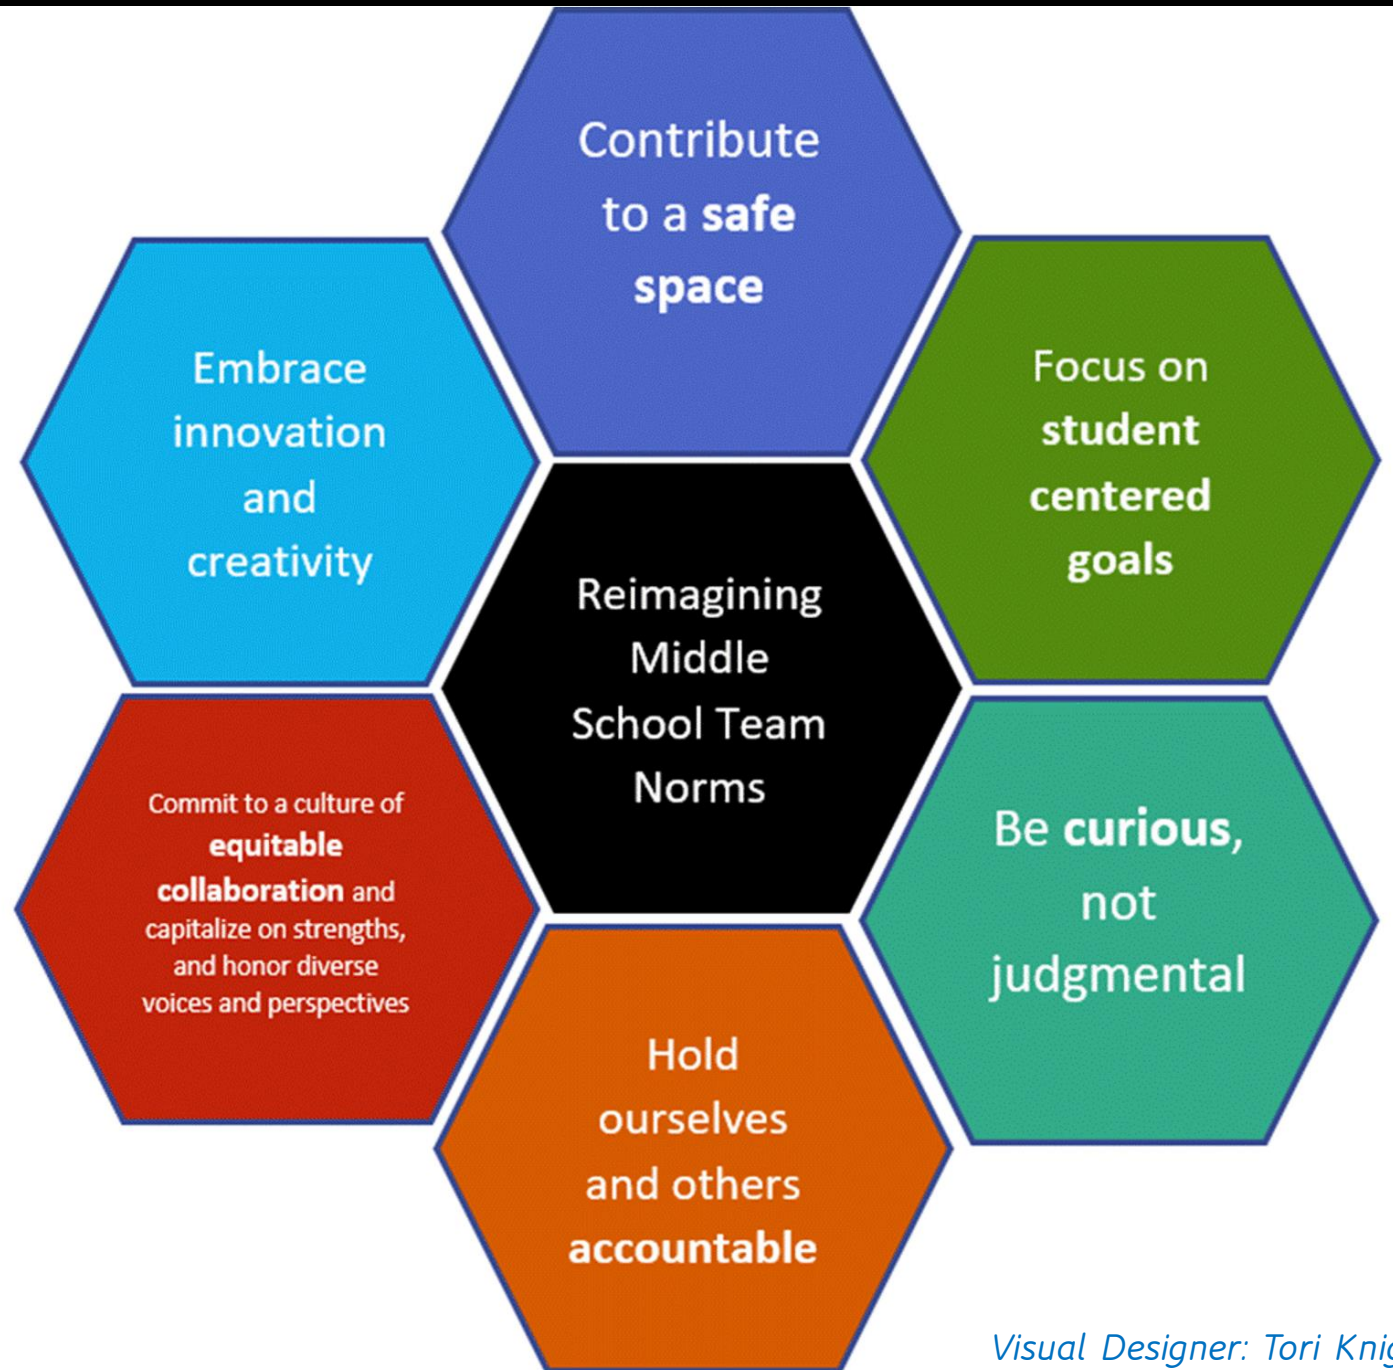 Contribute
to a safe
space
Embrace
innovation
and
creativity
Focus on
student
centered
goals
Reimagining
Middle
School Team
Norms
Commit to a culture of
equitable
collaboration and
capitalize on strengths,
and honor diverse
voices and perspectives
Be curious,
not
judgmental
Hold
ourselves
and others
accountable
Visual Designer: Tori